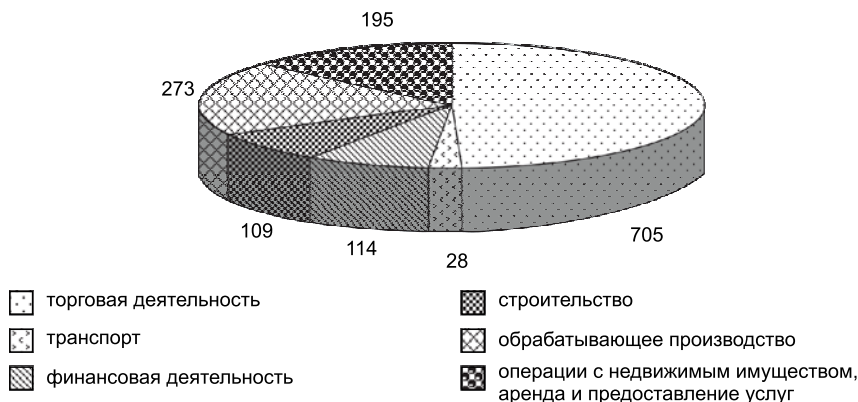 195
273
109
114
28
705
торговая деятельность
транспорт
финансовая деятельность
строительство
обрабатывающее производство
операции с недвижимым имуществом,
аренда и предоставление услуг